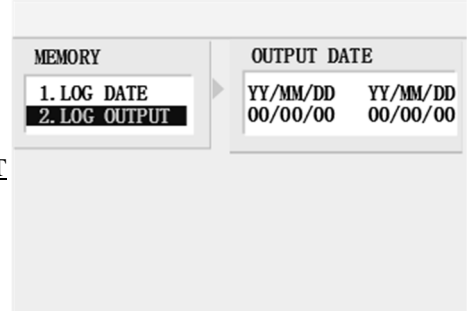 MEMORY
1. LOG DATE
2. LOG OUTPUT
OUTPUT DATE
YY/MM/DD YY/MM/DD
00/00/00 00/00/00
T